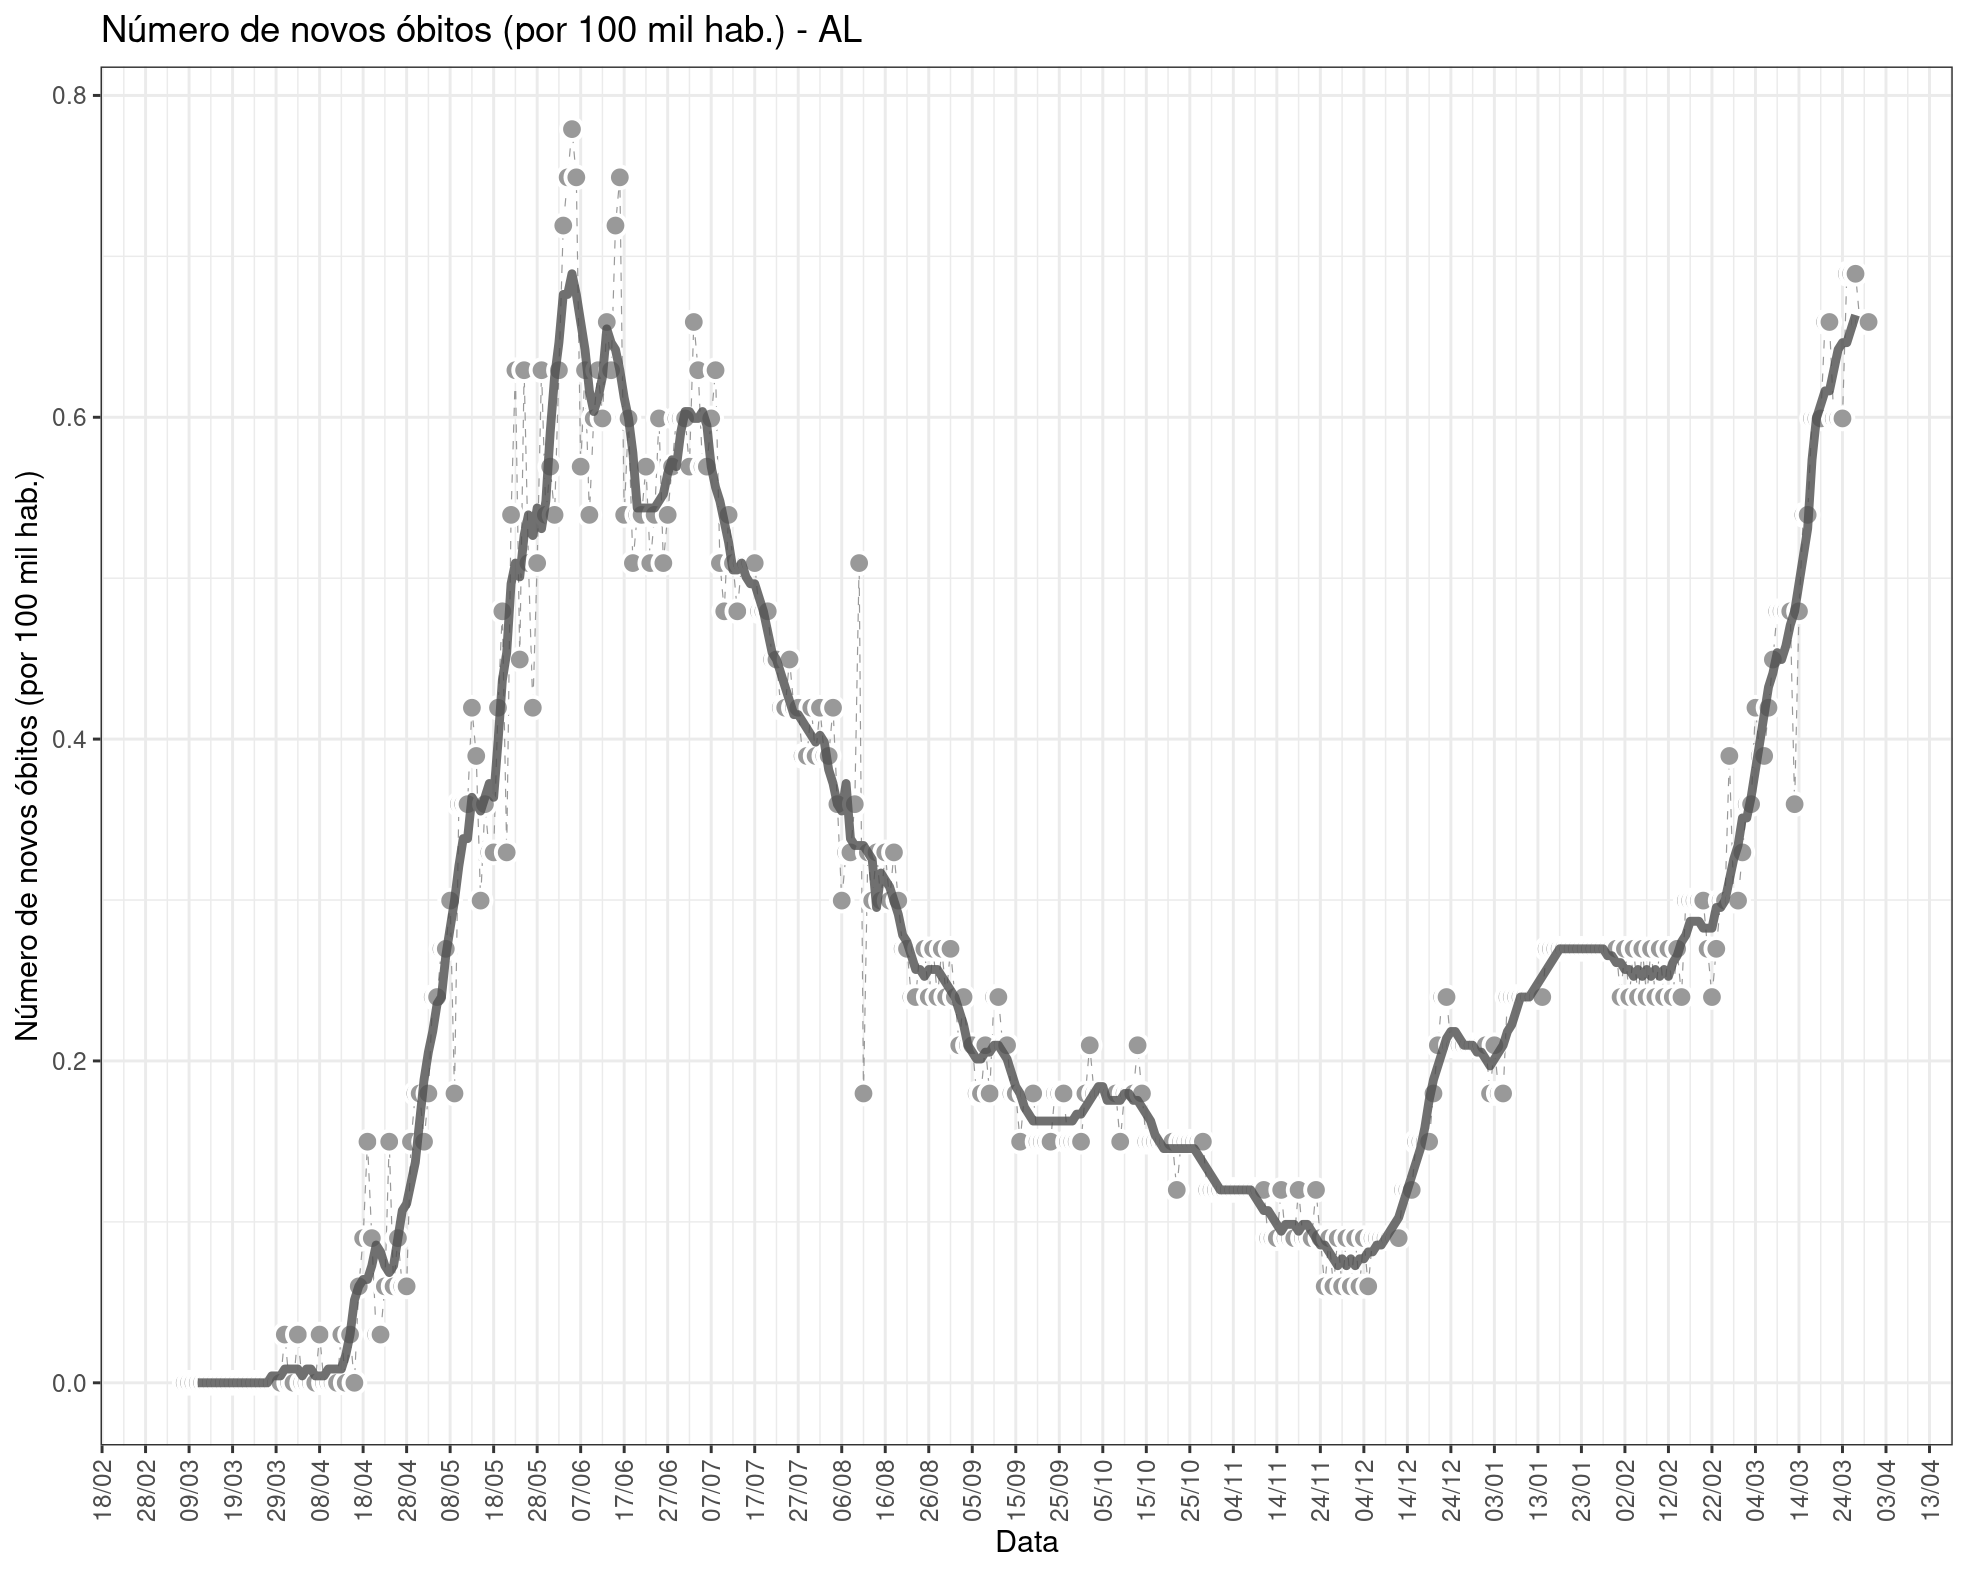 Número de novos óbitos (por 100 mil hab.) - AL
Número de novos óbitos (por 100 mil hab.)
0.8
0.6
0.4
0.2
0.0
18/02 28/02 09/03 19/03 29/03 08/04 18/04 28/04 08/05 18/05 28/05 07/06 17/06 27/06 07/07 17/07 27/07 06/08 16/08 26/08 05/09 15/09 25/09 05/10 15/10 25/10 04/11 14/11 24/11 04/12 14/12 24/12 03/01 13/01 23/01 02/02 12/02 22/02 04/03 14/03 24/03 03/04 13/04
Data